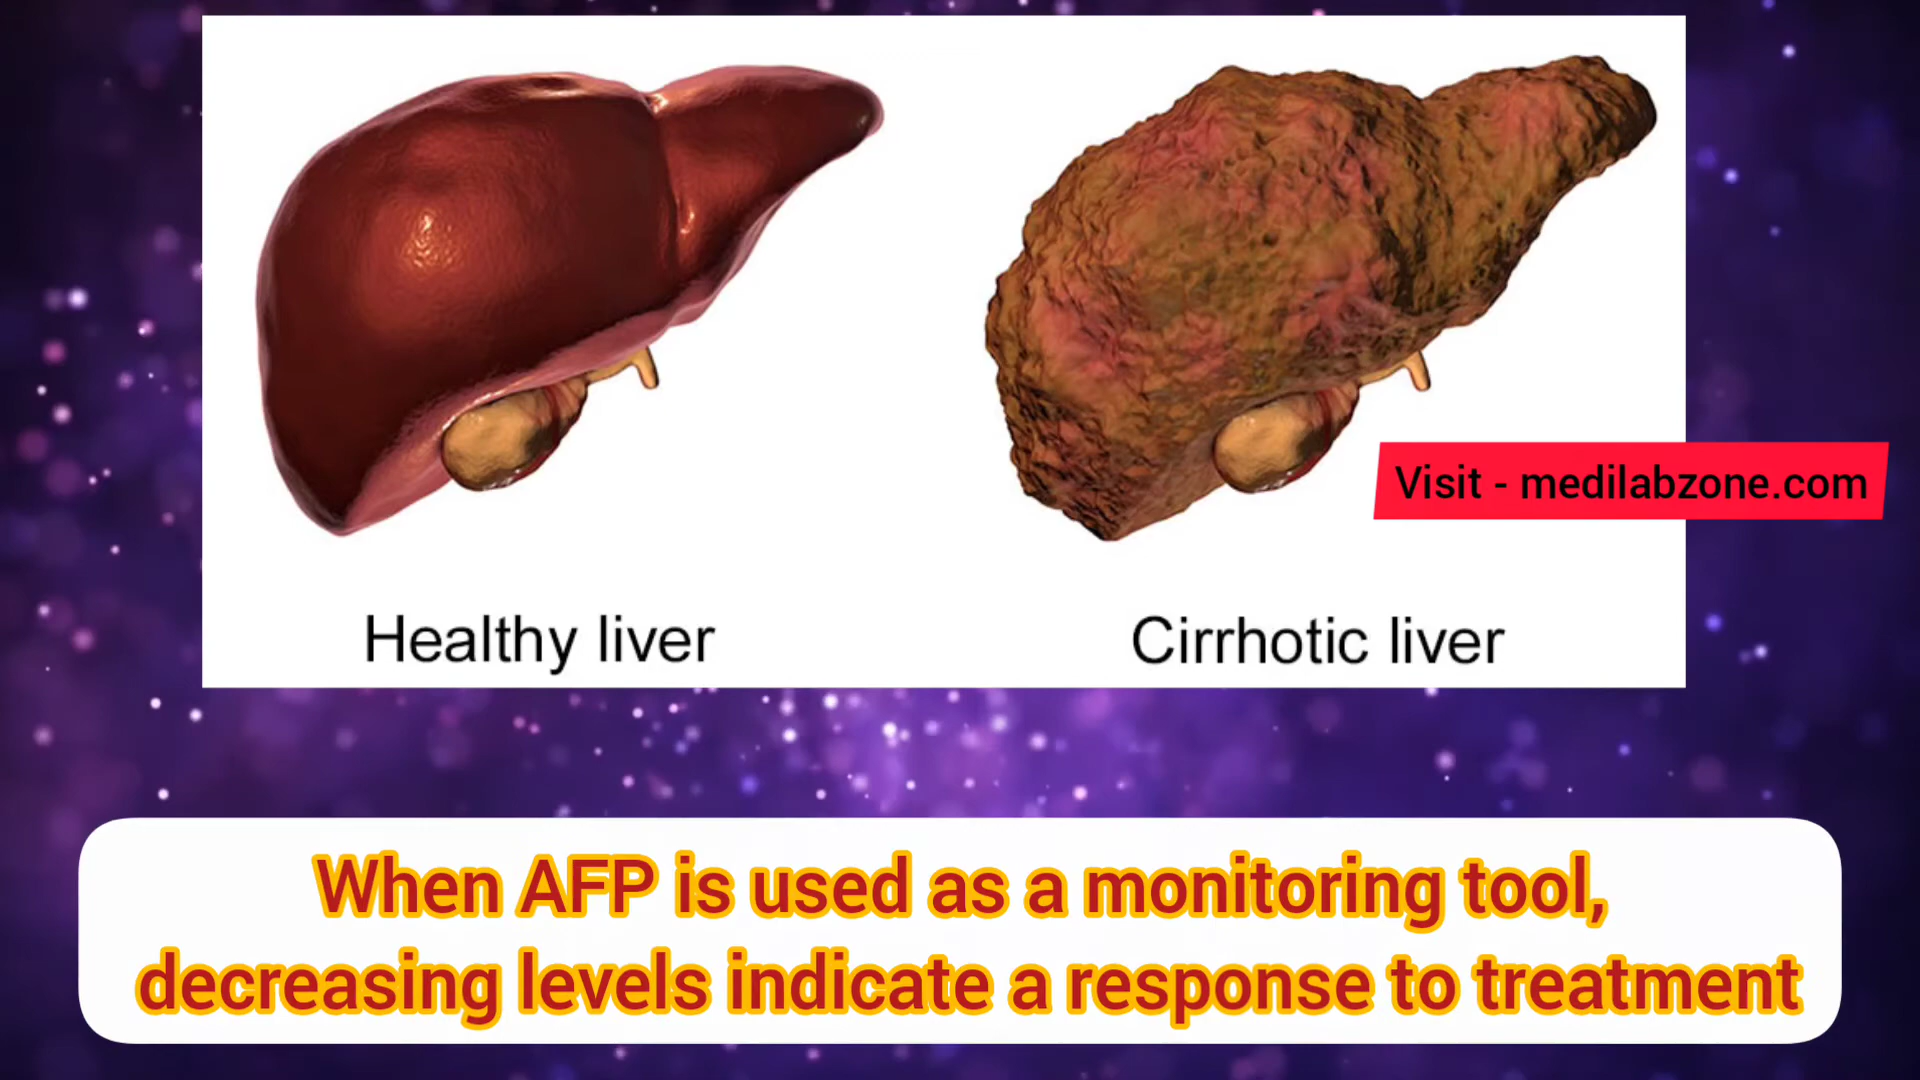 Visit - medilabzone.com
Healthy liver
Cirrhotic liver
When AFP is used as a monitoring tool,
decreasing levels indicate a response to treatment